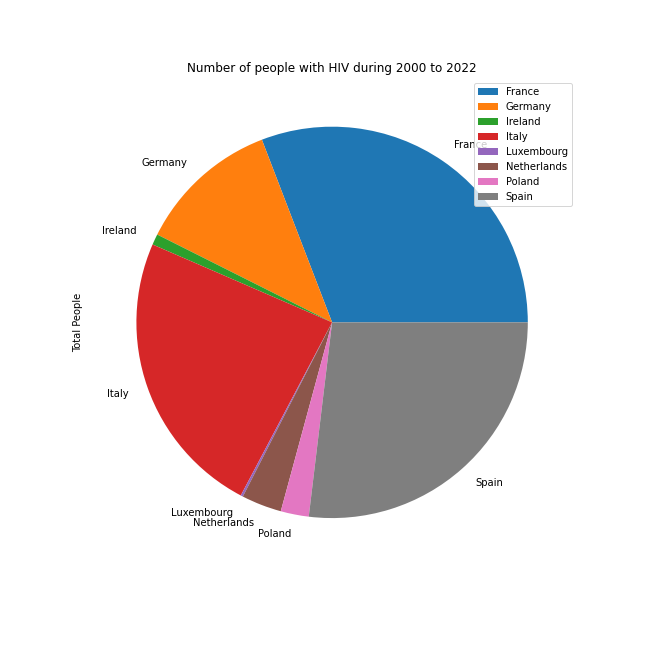 Number of people with HIV during 2000 to 2022
France
Germany
Ireland
Italy
Luxembourg
Netherlands
Poland
Spain
France
Germany
Ireland
Total People
Italy
Spain
Luxembourg
Netherlands
Poland